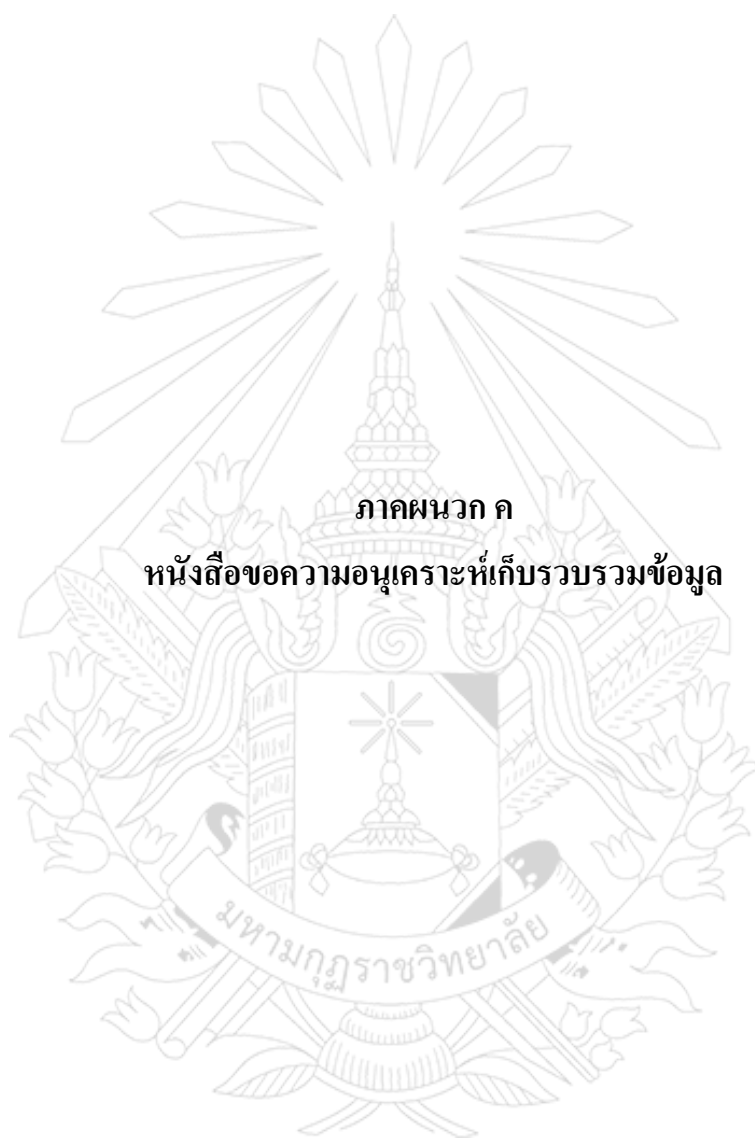 ภาคผนวก ค
หนังสือขอความอนุเคราะห์เก็บรวบรวมข้อมูล
มหามกุฏราชวิทยาลัย